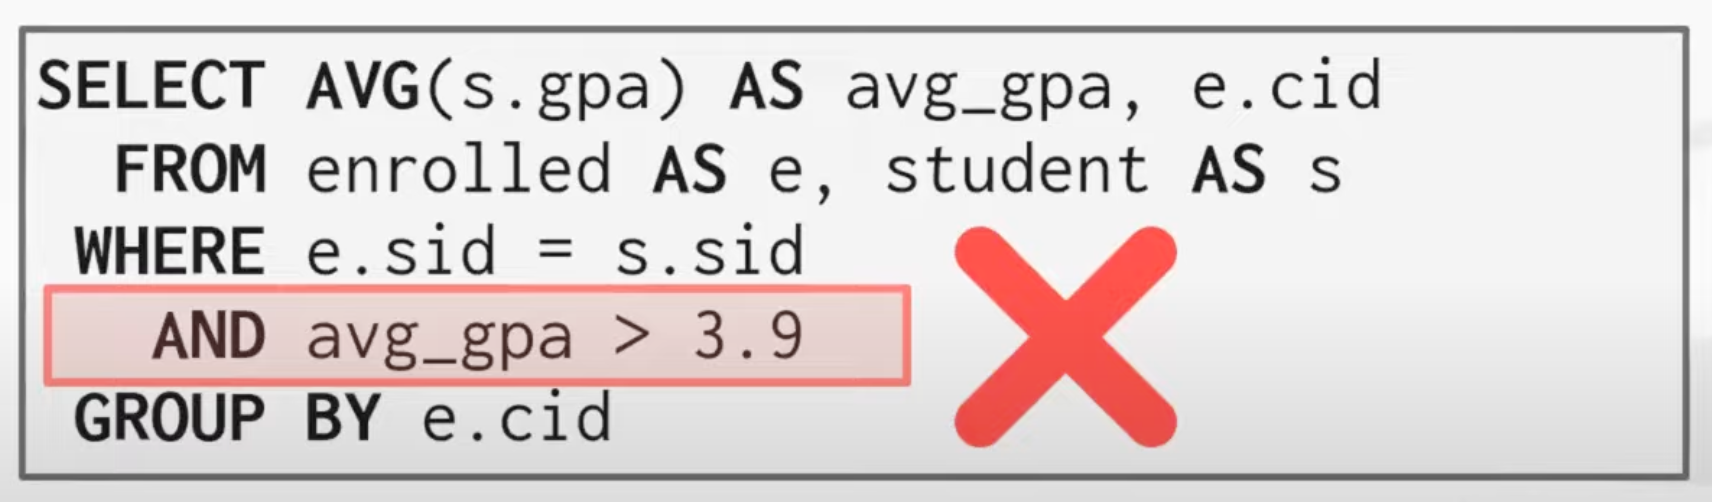 SELECT AVG(s.gpa) AS avg_gpa, e.cid
FROM enrolled AS e, student AS s
WHERE e.sid = s.sid
AND avg_gpa > 3.9
GROUP BY e.cid